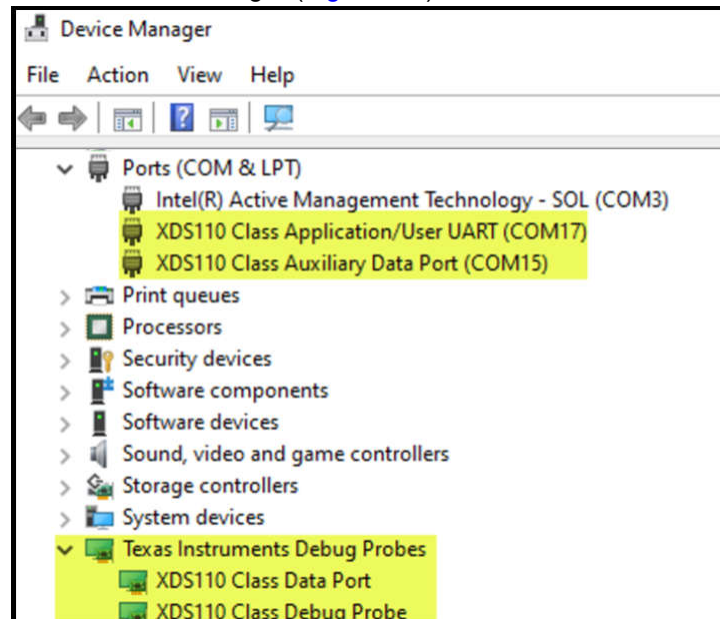 Device Manager
File Action View Help
Ports (COM & LPT)
Intel(R) Active Management Technology - SOL (COM3)
XDS110 Class Application/User UART (COM17)
XDS110 Class Auxiliary Data Port (COM15)
Print queues
Processors
Security devices
Software components
Software devices
Sound, video and game controllers
Storage controllers
System devices
Texas Instruments Debug Probes
XDS110 Class Data Port
XDS110 Class Debug Probe